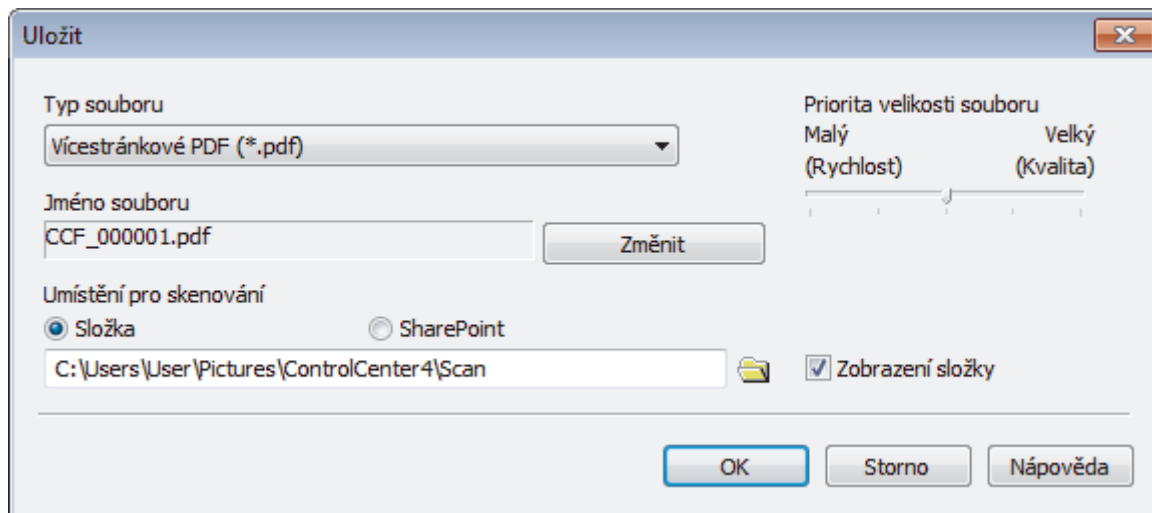 Uložit
Typ souboru
Vícestránkové PDF (*.pdf)
Priorita velikosti souboru
Malý Velký
(Rychlost) (Kvalita)
Jméno souboru
CCF_000001.pdf
Změnit
Umístění pro skenování
Složka SharePoint
C:\Users\User\Pictures\ControlCenter4\Scan
Zobrazení složky
OK Storno Nápověda